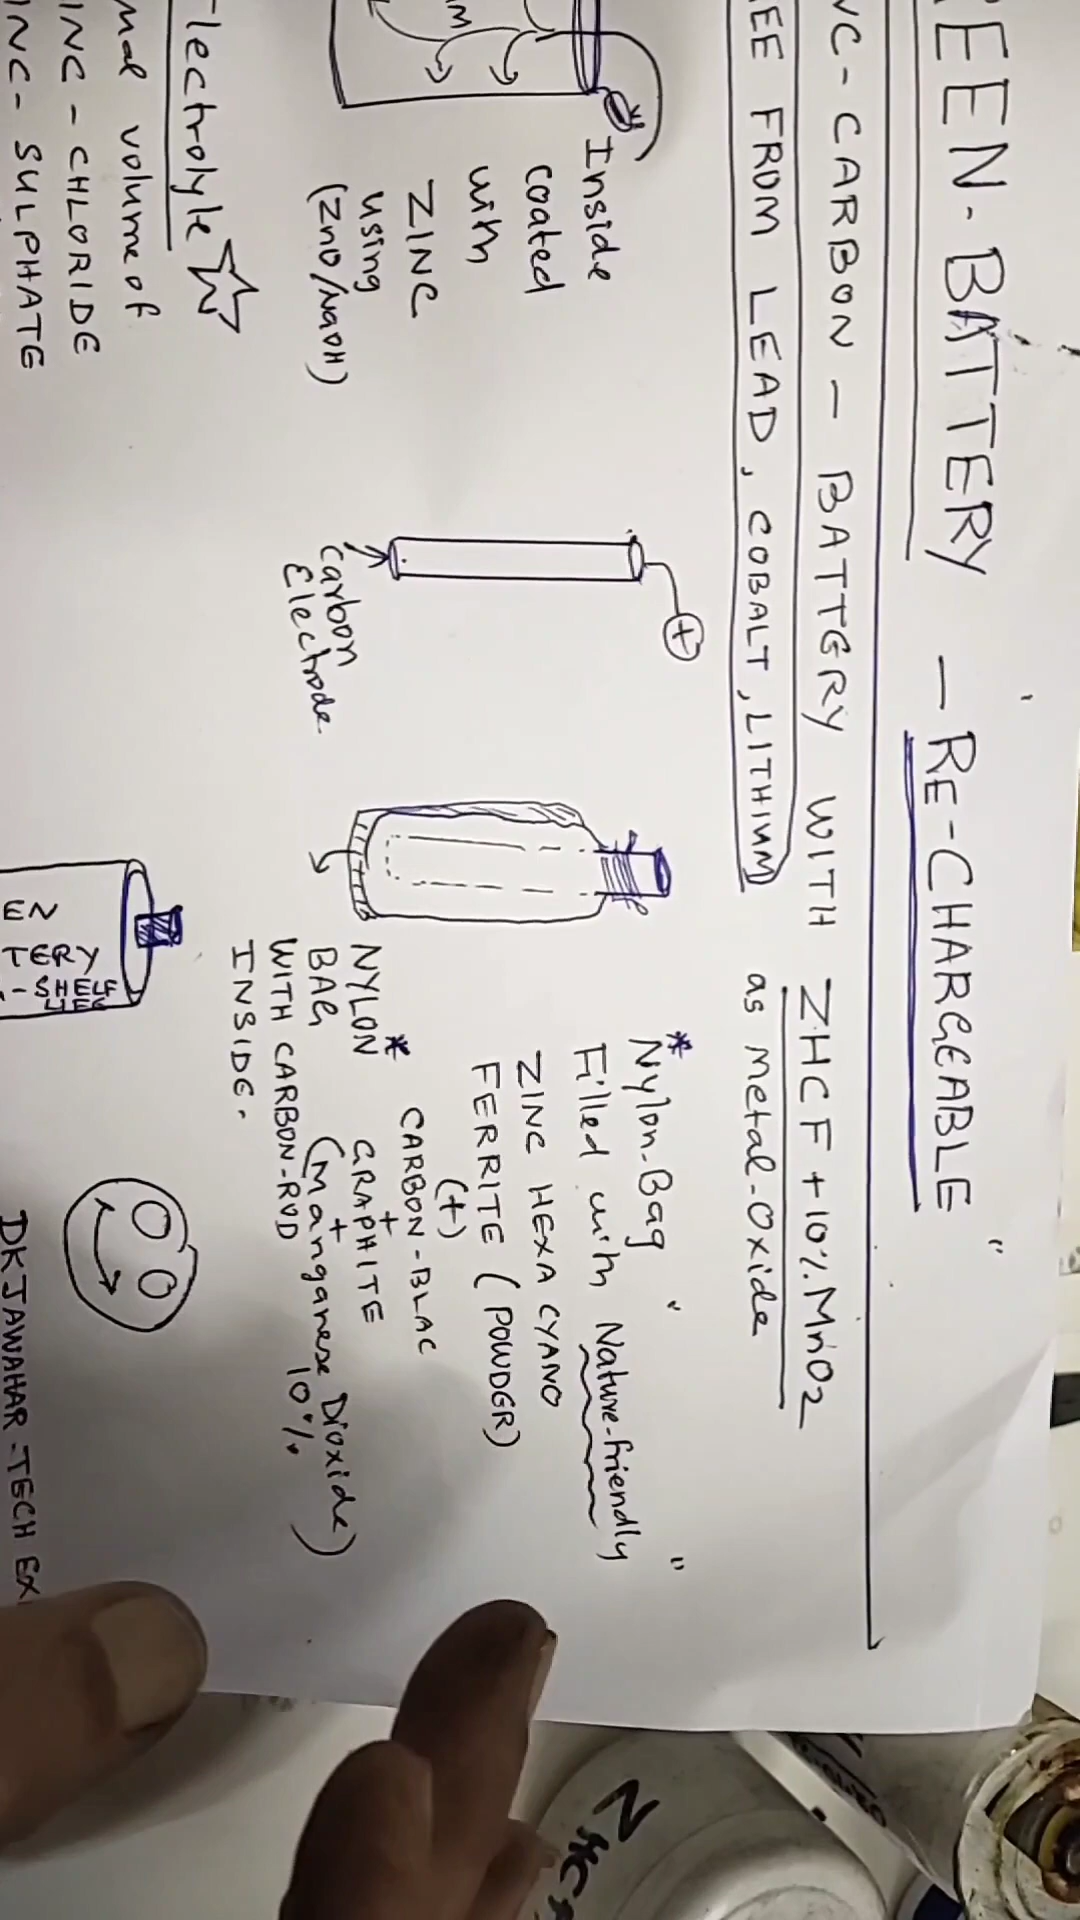 EEN-BATTERY — RE-CHARGEABLE "
NC-CARBON - BATTERY WITH ZHCF + 10% MnO2
EE FROM LEAD, COBALT, LITHIUM as Metal-Oxide
Inside
coated
with
ZINC
using
(ZnO/NaOH)
+
Carbon
Electrode
* Nylon-Bag "
Filled with Nature-friendly "
ZINC HEXA CYANO
FERRITE (POWDER)
(+)
CARBON-BLAC
+
GRAPHITE
+
(Manganese Dioxide)
10%
* NYLON
BAG
WITH CARBON-ROD
INSIDE.
lectrolyte
mal volume of
INC-CHLORIDE
INC-SULPHATE
EN
TERY
-SHELF
LIFE
DKJAWAHAR-TECH EX
ZHCF